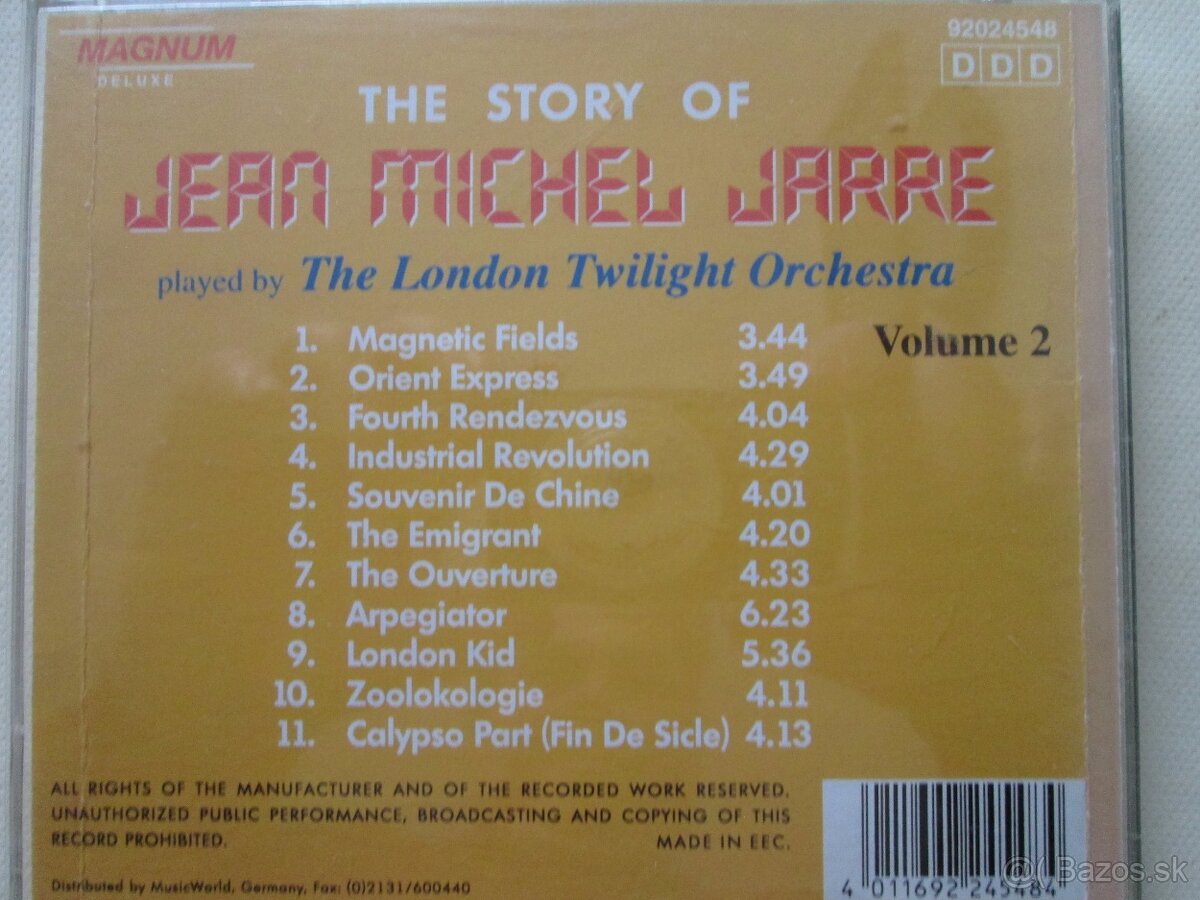 MAGNUM
DELUXE
92024548
DDD
THE STORY OF
JEAN MICHEL JARRE
played by The London Twilight Orchestra
Volume 2
1. Magnetic Fields 3.44
2. Orient Express 3.49
3. Fourth Rendezvous 4.04
4. Industrial Revolution 4.29
5. Souvenir De Chine 4.01
6. The Emigrant 4.20
7. The Ouverture 4.33
8. Arpegiator 6.23
9. London Kid 5.36
10. Zoolokologie 4.11
11. Calypso Part (Fin De Sicle) 4.13
ALL RIGHTS OF THE MANUFACTURER AND OF THE RECORDED WORK RESERVED.
UNAUTHORIZED PUBLIC PERFORMANCE, BROADCASTING AND COPYING OF THIS
RECORD PROHIBITED. MADE IN EEC.
Distributed by MusicWorld, Germany, Fax: (0)2131/600440
4 011692 245484
Bazos.sk